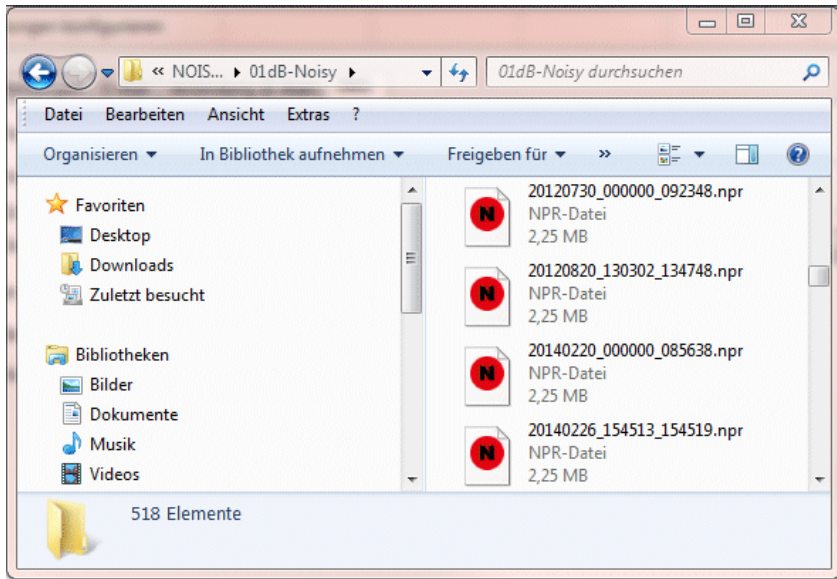 « NOIS... ▸ 01dB-Noisy ▸
01dB-Noisy durchsuchen
Datei Bearbeiten Ansicht Extras ?
Organisieren In Bibliothek aufnehmen Freigeben für »
Favoriten
Desktop
Downloads
Zuletzt besucht
Bibliotheken
Bilder
Dokumente
Musik
Videos
20120730_000000_092348.npr
NPR-Datei
2,25 MB
20120820_130302_134748.npr
NPR-Datei
2,25 MB
20140220_000000_085638.npr
NPR-Datei
2,25 MB
20140226_154513_154519.npr
NPR-Datei
2,25 MB
518 Elemente